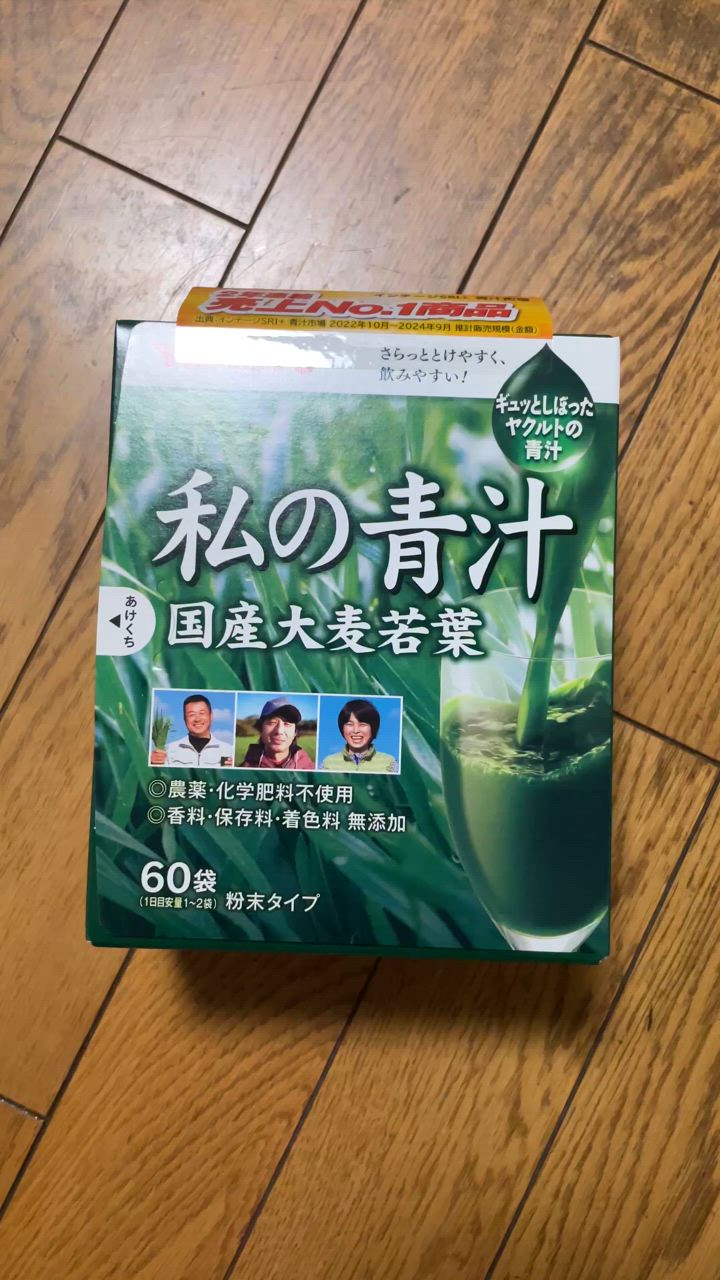 売上No.1商品
出典:インテージSRI+ 青汁市場 2022年10月~2024年9月 推計販売規模(金額)
さらっととけやすく、
飲みやすい!
ギュッとしぼった
ヤクルトの
青汁
私の青汁
国産大麦若葉
あけくち
◎農薬・化学肥料不使用
◎香料・保存料・着色料 無添加
60袋
(1日目安量1~2袋) 粉末タイプ